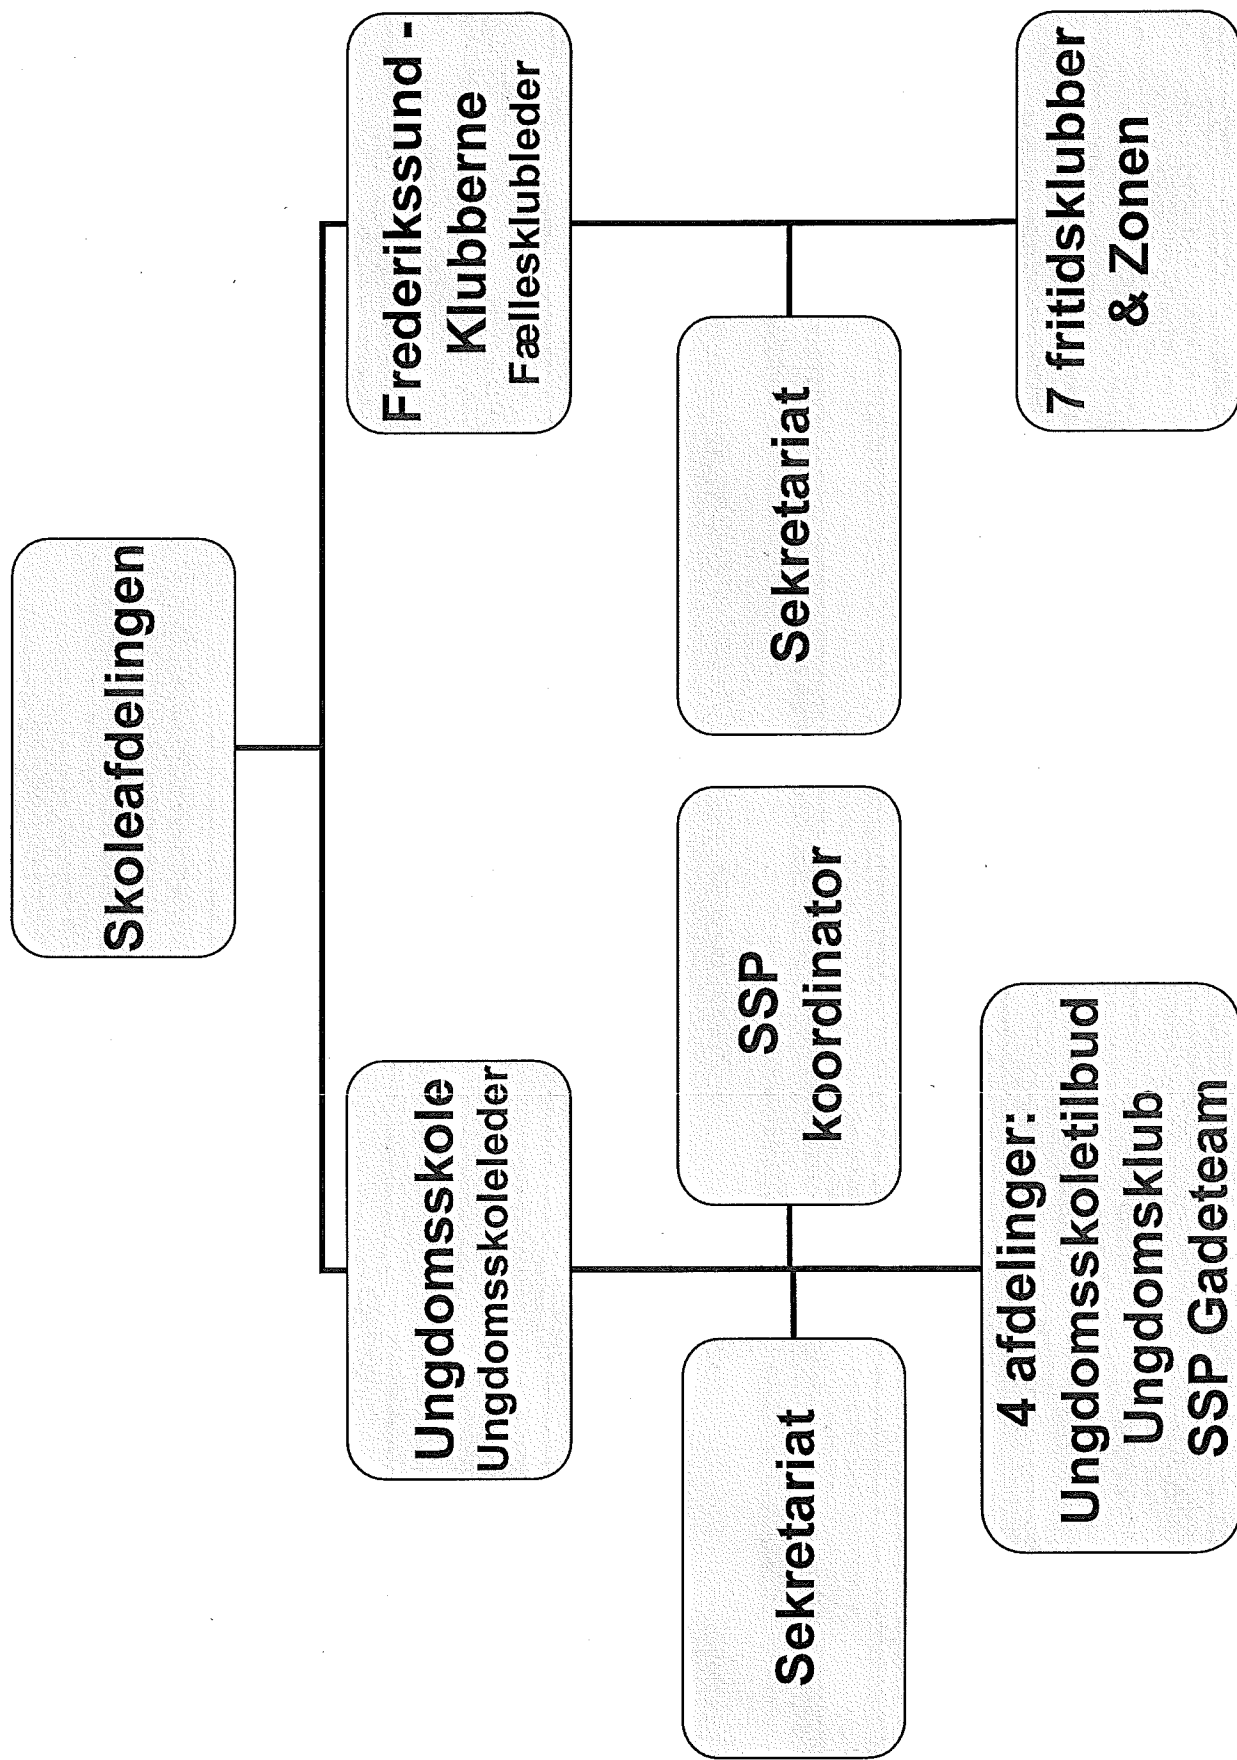 Skoleafdelingen
Ungdomsskole
Ungdomsskoleleder
Frederikssund -
Klubberne
Fællesklubleder
Sekretariat
SSP
koordinator
Sekretariat
4 afdelinger:
Ungdomsskoletilbud
Ungdomsklub
SSP Gadeteam
7 fritidsklubber
& Zonen